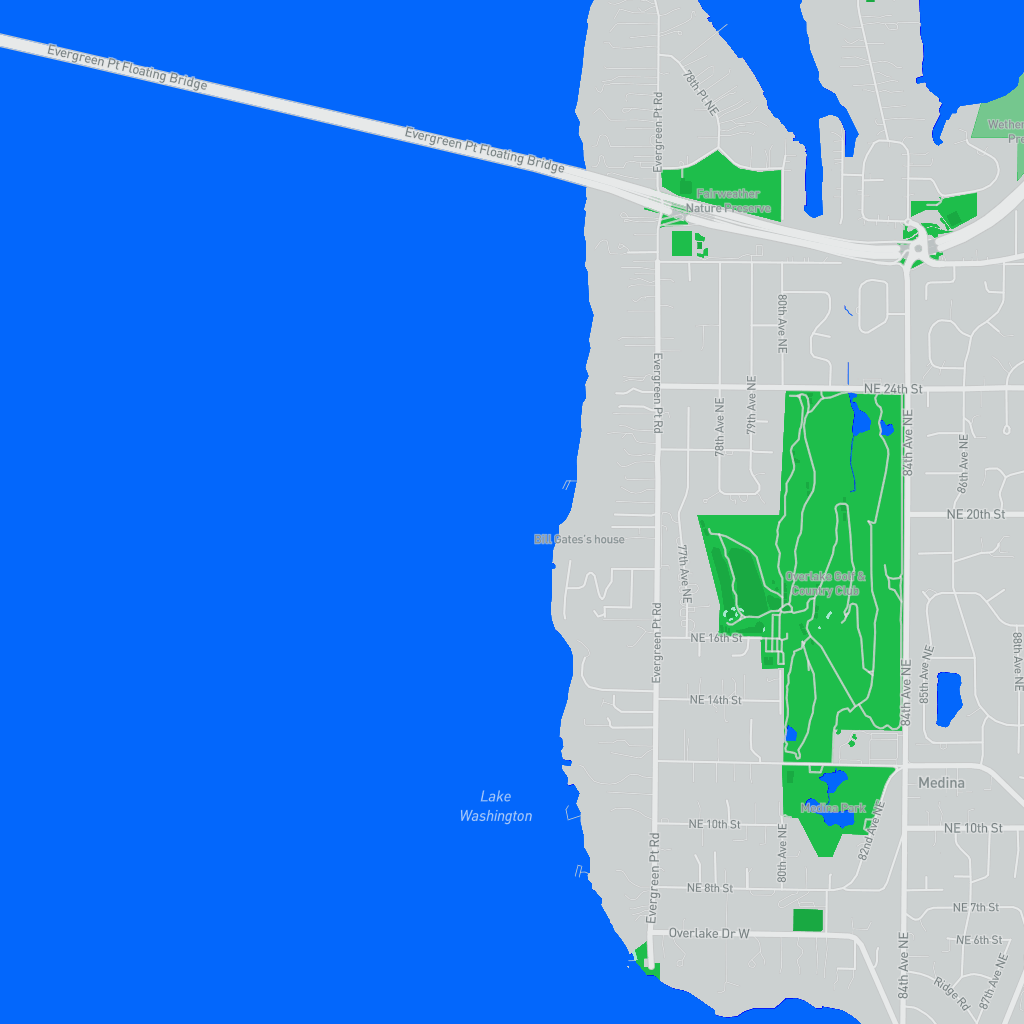 Evergreen Pt Floating Bridge
Evergreen Pt Floating Bridge
78th Pl NE
Evergreen Pt Rd
Fairweather
Nature Preserve
80th Ave NE
Evergreen Pt Rd
79th Ave NE
78th Ave NE
NE 24th St
84th Ave NE
86th Ave NE
NE 20th St
Bill Gates's house
77th Ave NE
Overlake Golf &
Country Club
Evergreen Pt Rd
NE 16th St
84th Ave NE
85th Ave NE
88th Ave NE
NE 14th St
Medina
Lake
Washington
Medina Park
NE 10th St
80th Ave NE
82nd Ave NE
NE 10th St
Evergreen Pt Rd
NE 8th St
NE 7th St
Overlake Dr W
NE 6th St
84th Ave NE
Ridge Rd
87th Ave NE